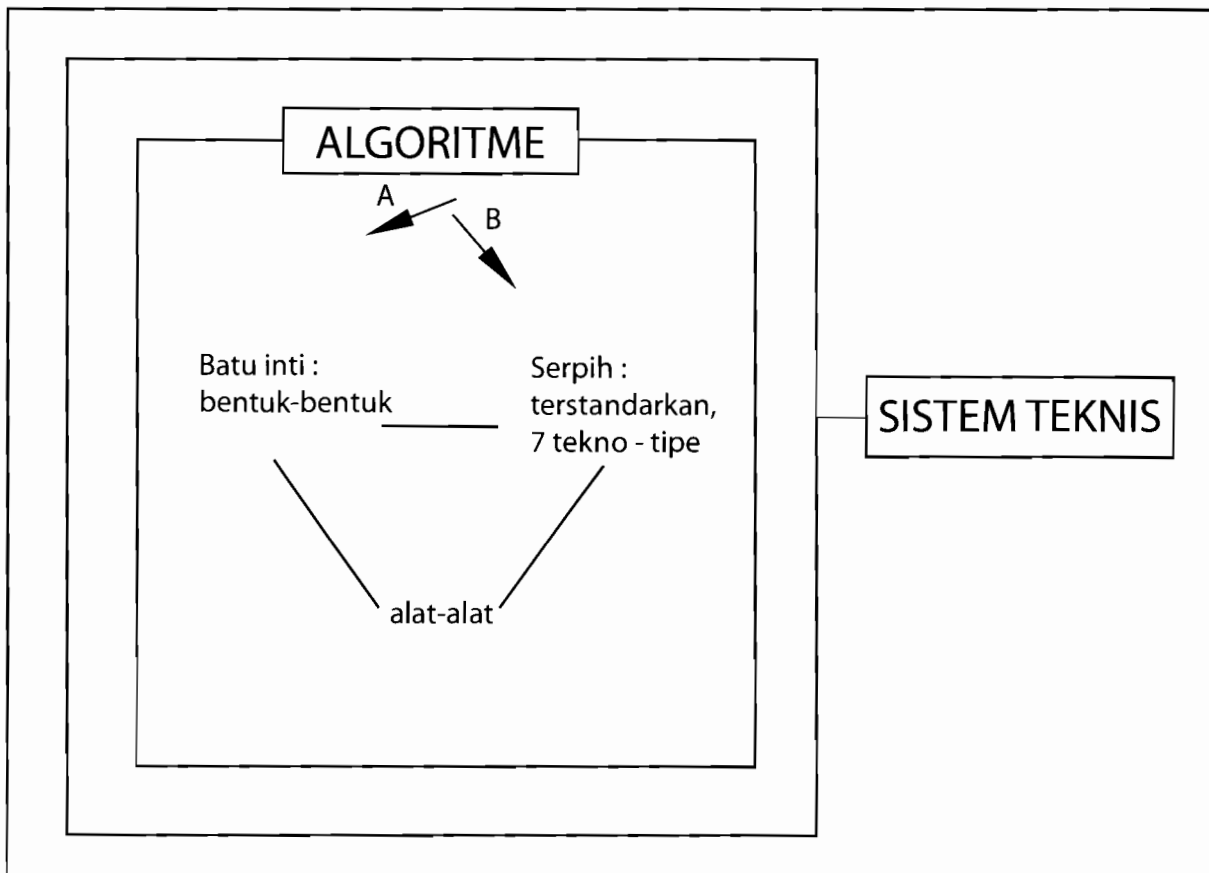 ALGORITME
A
B
Batu inti :
bentuk-bentuk
Serpih :
terstandarkan,
7 tekno - tipe
alat-alat
SISTEM TEKNIS